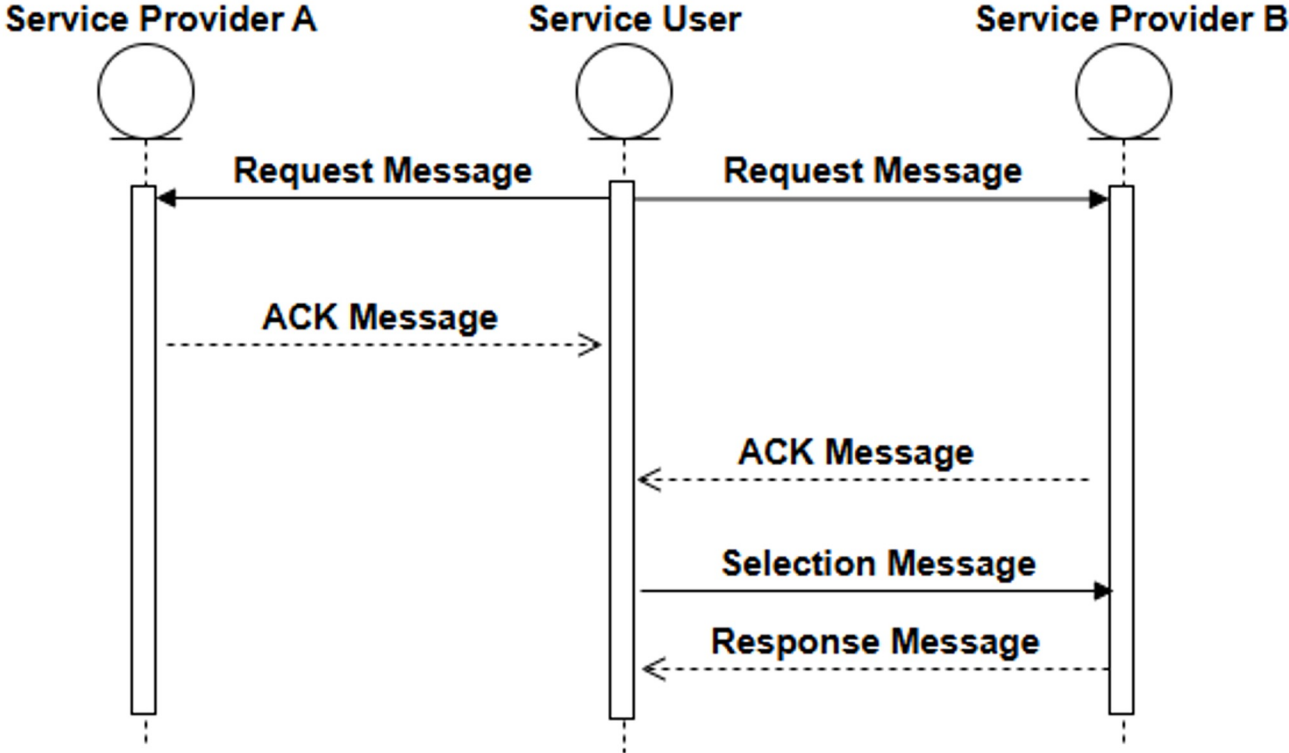 Service Provider A
Service User
Service Provider B
Request Message
Request Message
ACK Message
ACK Message
Selection Message
Response Message